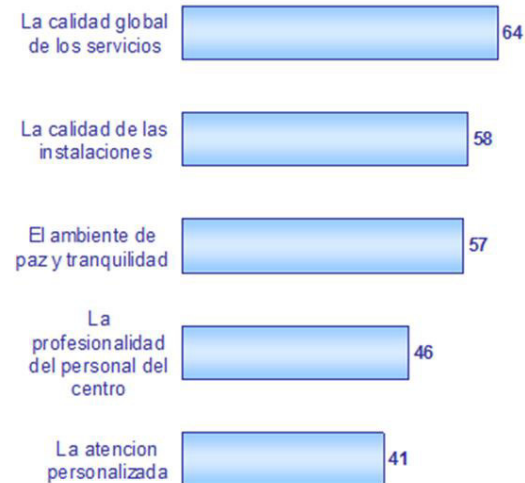 La calidad global
de los servicios
64
La calidad de las
instalaciones
58
El ambiente de
paz y tranquilidad
57
La
profesionalidad
del personal del
centro
46
La atencion
personalizada
41